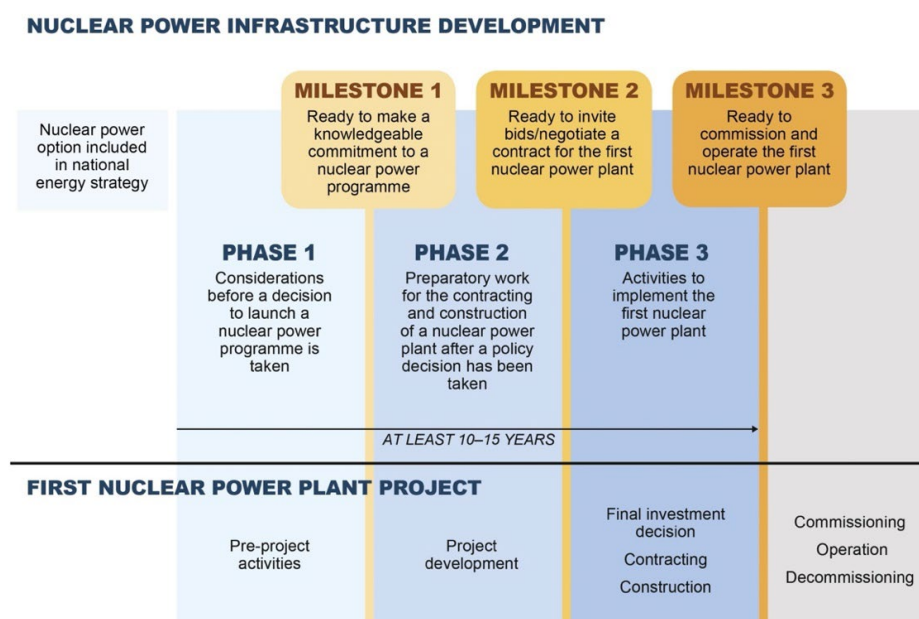 NUCLEAR POWER INFRASTRUCTURE DEVELOPMENT
Nuclear power
option included
in national
energy strategy
MILESTONE 1
Ready to make a
knowledgeable
commitment to a
nuclear power
programme
MILESTONE 2
Ready to invite
bids/negotiate a
contract for the first
nuclear power plant
MILESTONE 3
Ready to
commission and
operate the first
nuclear power plant
PHASE 1
Considerations
before a decision
to launch a
nuclear power
programme is
taken
PHASE 2
Preparatory work
for the contracting
and construction
of a nuclear power
plant after a policy
decision has been
taken
PHASE 3
Activities to
implement the
first nuclear
power plant
AT LEAST 10–15 YEARS
FIRST NUCLEAR POWER PLANT PROJECT
Pre-project
activities
Project
development
Final investment
decision
Contracting
Construction
Commissioning
Operation
Decommissioning